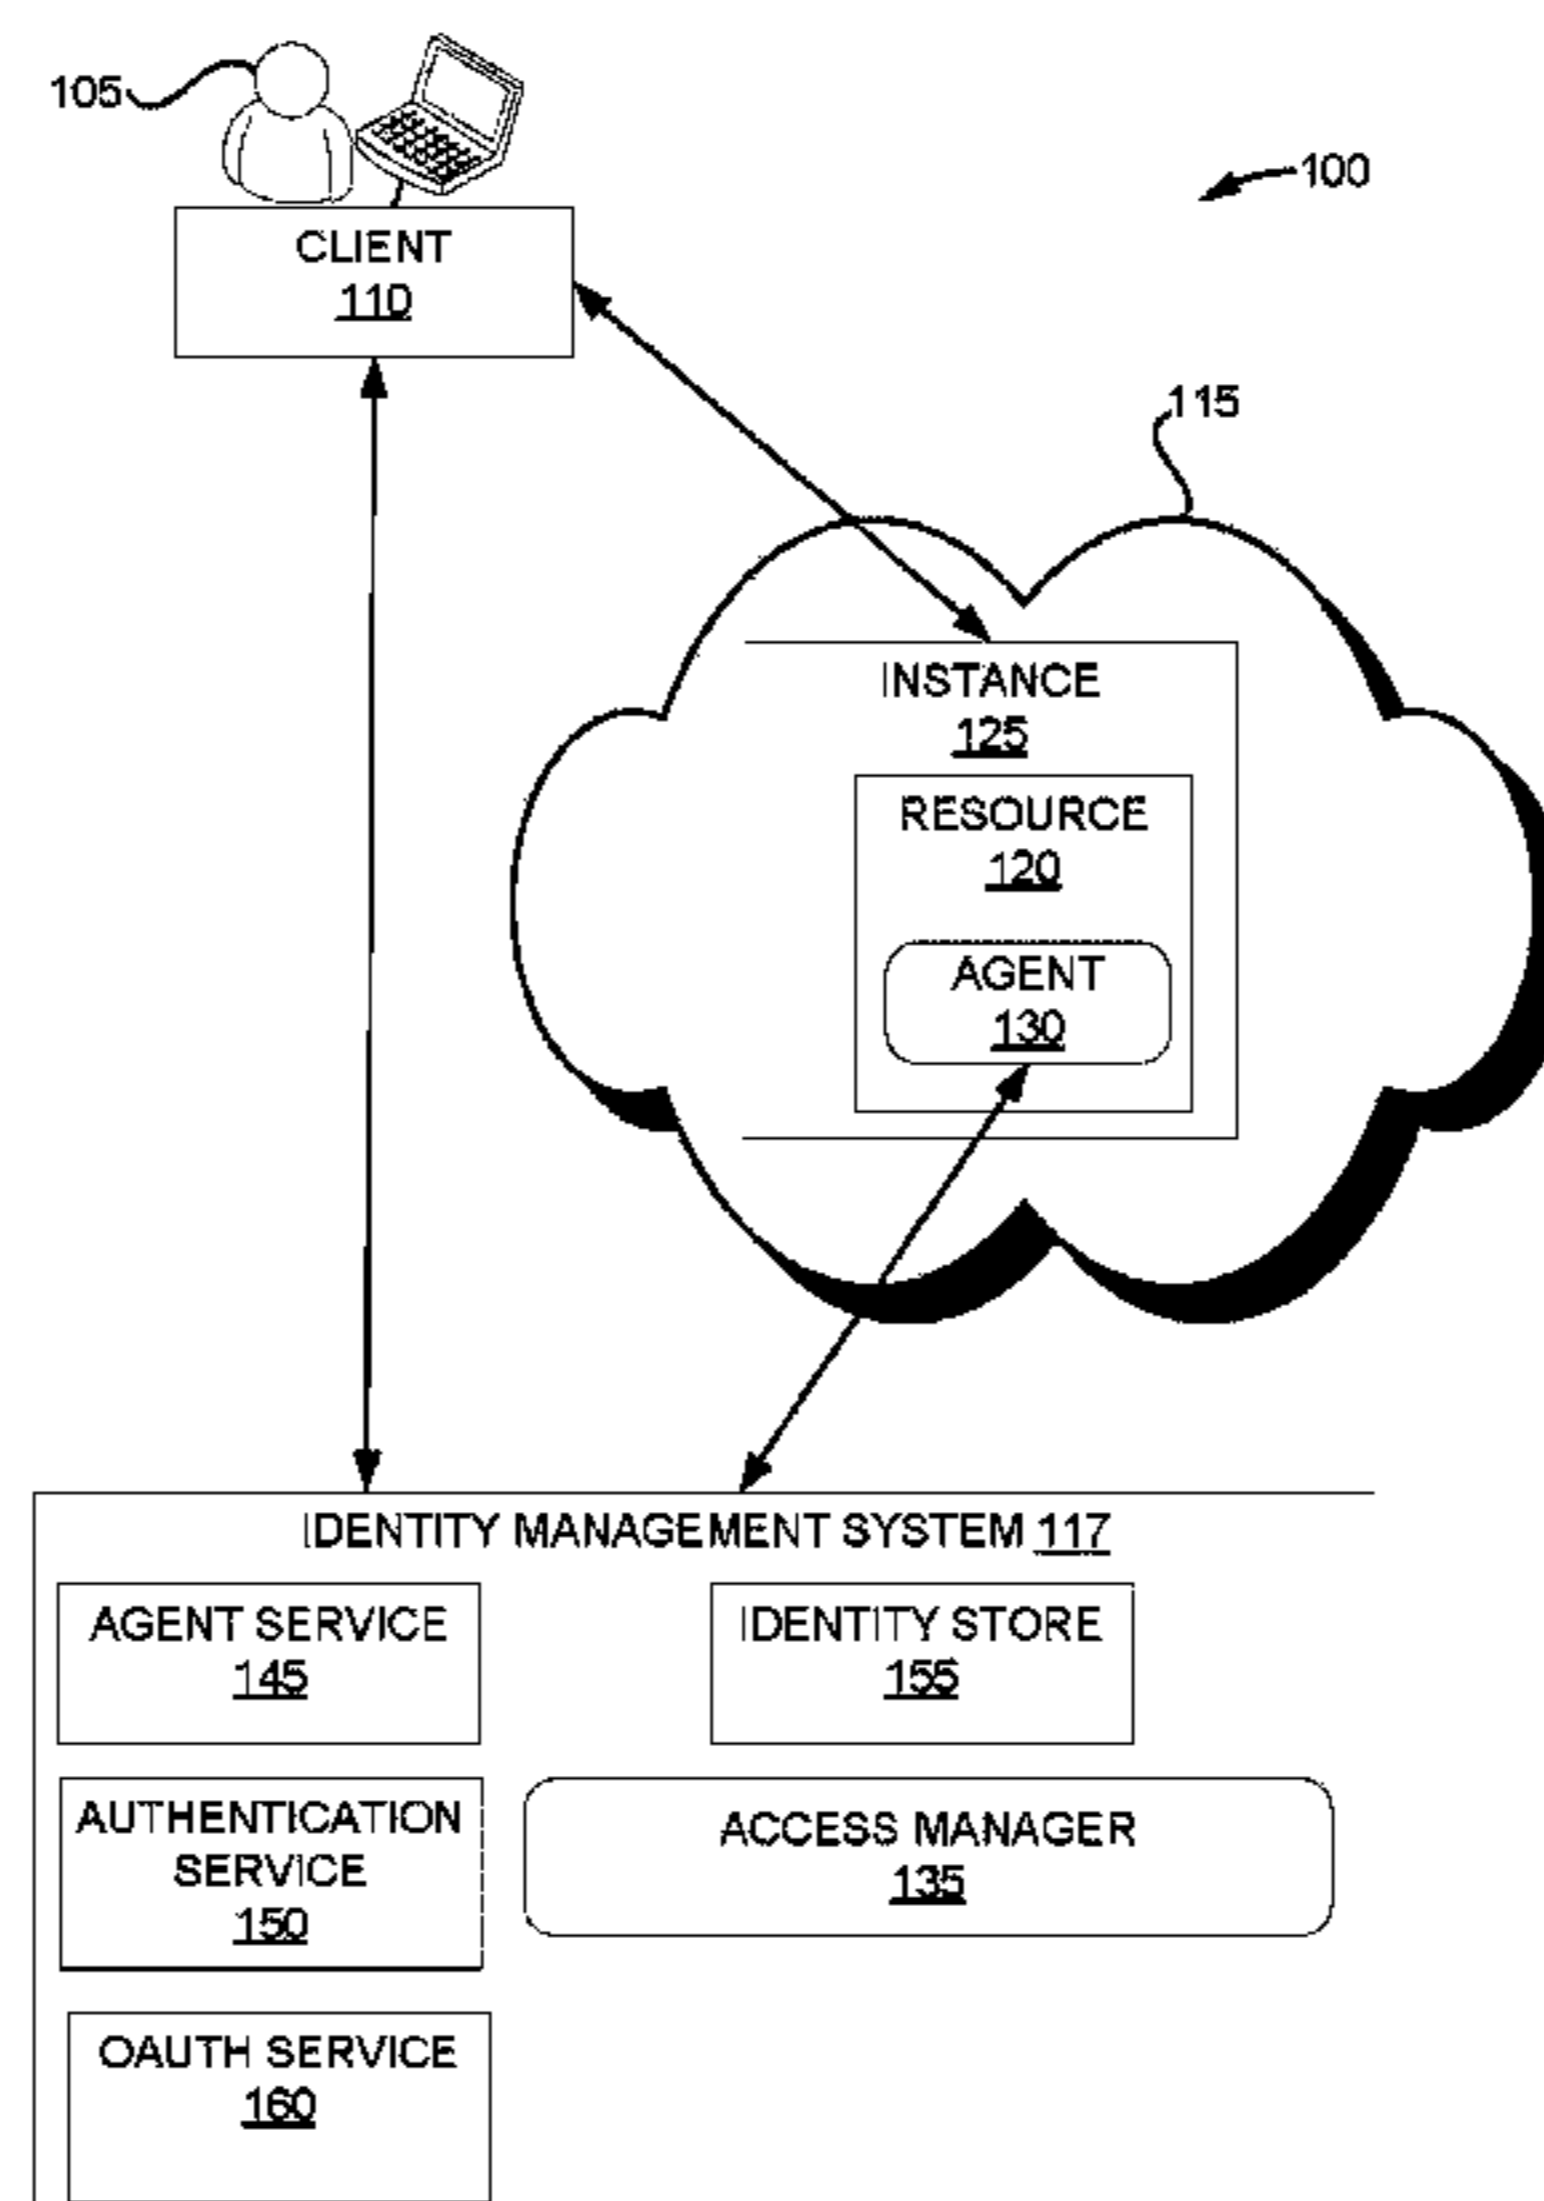 105
100
CLIENT
110
115
INSTANCE
125
RESOURCE
120
AGENT
130
IDENTITY MANAGEMENT SYSTEM 117
AGENT SERVICE
145
IDENTITY STORE
155
AUTHENTICATION
SERVICE
150
ACCESS MANAGER
135
OAUTH SERVICE
160